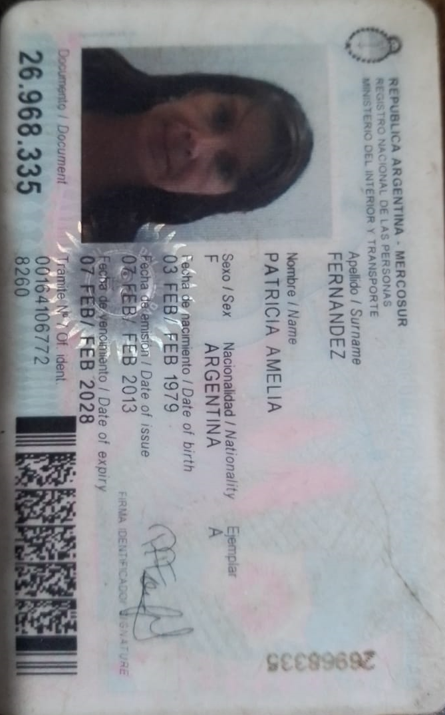 REPUBLICA ARGENTINA - MERCOSUR
REGISTRO NACIONAL DE LAS PERSONAS
MINISTERIO DEL INTERIOR Y TRANSPORTE
Apellido / Surname
FERNANDEZ
Nombre / Name
PATRICIA AMELIA
Sexo / Sex Nacionalidad / Nationality Ejemplar
F ARGENTINA A
Fecha de nacimiento / Date of birth
03 FEB/ FEB 1979
Fecha de emisión / Date of issue
07 FEB/ FEB 2013
Fecha de vencimiento / Date of expiry
07 FEB/ FEB 2028
FIRMA IDENTIFICADO / SIGNATURE
Documento / Document
26.968.335
Tramite Nº / Of. ident
00164106772
8260
26968335